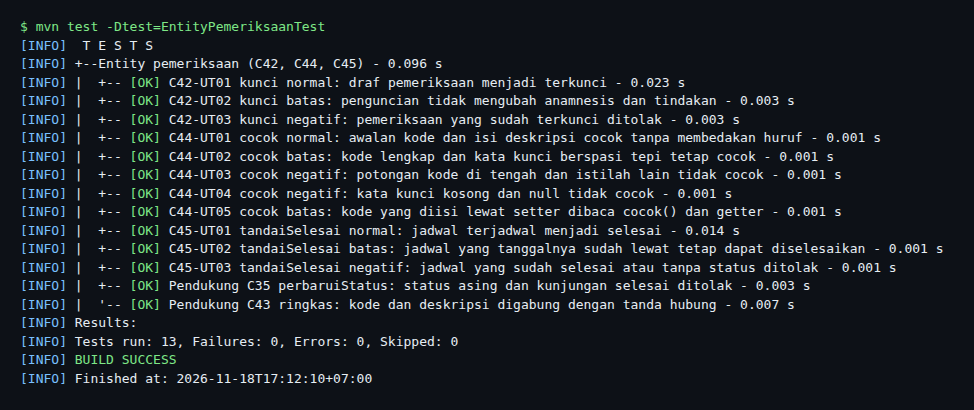 $ mvn test -Dtest=EntityPemeriksaanTest
[INFO]  T E S T S
[INFO] +--Entity pemeriksaan (C42, C44, C45) - 0.096 s
[INFO] |  +-- [OK] C42-UT01 kunci normal: draf pemeriksaan menjadi terkunci - 0.023 s
[INFO] |  +-- [OK] C42-UT02 kunci batas: penguncian tidak mengubah anamnesis dan tindakan - 0.003 s
[INFO] |  +-- [OK] C42-UT03 kunci negatif: pemeriksaan yang sudah terkunci ditolak - 0.003 s
[INFO] |  +-- [OK] C44-UT01 cocok normal: awalan kode dan isi deskripsi cocok tanpa membedakan huruf - 0.001 s
[INFO] |  +-- [OK] C44-UT02 cocok batas: kode lengkap dan kata kunci berspasi tepi tetap cocok - 0.001 s
[INFO] |  +-- [OK] C44-UT03 cocok negatif: potongan kode di tengah dan istilah lain tidak cocok - 0.001 s
[INFO] |  +-- [OK] C44-UT04 cocok negatif: kata kunci kosong dan null tidak cocok - 0.001 s
[INFO] |  +-- [OK] C44-UT05 cocok batas: kode yang diisi lewat setter dibaca cocok() dan getter - 0.001 s
[INFO] |  +-- [OK] C45-UT01 tandaiSelesai normal: jadwal terjadwal menjadi selesai - 0.014 s
[INFO] |  +-- [OK] C45-UT02 tandaiSelesai batas: jadwal yang tanggalnya sudah lewat tetap dapat diselesaikan - 0.001 s
[INFO] |  +-- [OK] C45-UT03 tandaiSelesai negatif: jadwal yang sudah selesai atau tanpa status ditolak - 0.001 s
[INFO] |  +-- [OK] Pendukung C35 perbaruiStatus: status asing dan kunjungan selesai ditolak - 0.003 s
[INFO] |  '-- [OK] Pendukung C43 ringkas: kode dan deskripsi digabung dengan tanda hubung - 0.007 s
[INFO] Results:
[INFO] Tests run: 13, Failures: 0, Errors: 0, Skipped: 0
[INFO] BUILD SUCCESS
[INFO] Finished at: 2026-11-18T17:12:10+07:00